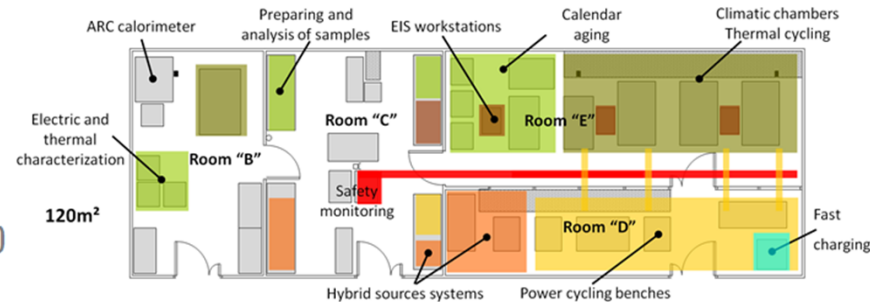 ARC calorimeter
Preparing and
analysis of samples
EIS workstations
Calendar
aging
Climatic chambers
Thermal cycling
Electric and
thermal
characterization
Room “B”
Room “C”
Room “E”
Safety
monitoring
120m²
Room “D”
Fast
charging
Hybrid sources systems
Power cycling benches